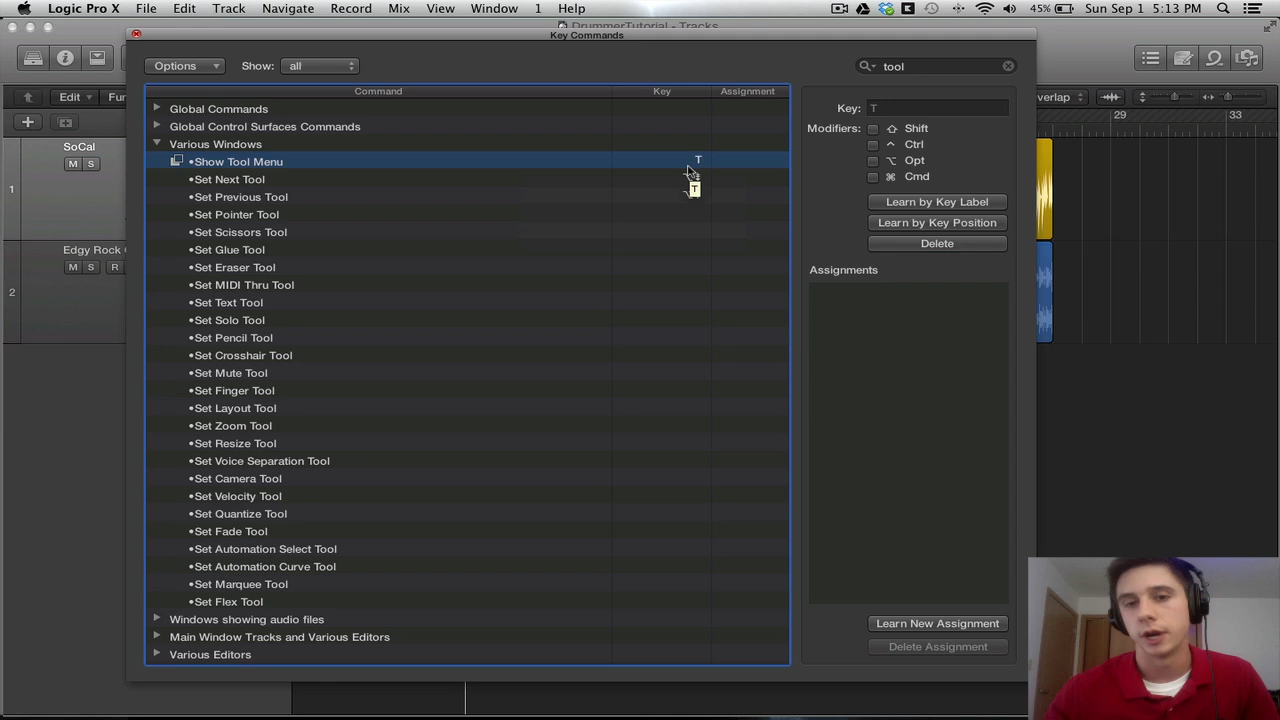 Logic Pro X File Edit Track Navigate Record Mix View Window 1 Help 45% Sun Sep 1 5:13 PM
DrummerTutorial - Tracks
Key Commands
Options Show: all tool
Edit Fun verlap
Command Key Assignment
29 33
Global Commands
Global Control Surfaces Commands
Various Windows
•Show Tool Menu T
•Set Next Tool
T
•Set Previous Tool
•Set Pointer Tool
•Set Scissors Tool
•Set Glue Tool
•Set Eraser Tool
•Set MIDI Thru Tool
•Set Text Tool
•Set Solo Tool
•Set Pencil Tool
•Set Crosshair Tool
•Set Mute Tool
•Set Finger Tool
•Set Layout Tool
•Set Zoom Tool
•Set Resize Tool
•Set Voice Separation Tool
•Set Camera Tool
•Set Velocity Tool
•Set Quantize Tool
•Set Fade Tool
•Set Automation Select Tool
•Set Automation Curve Tool
•Set Marquee Tool
•Set Flex Tool
Windows showing audio files
Main Window Tracks and Various Editors
Various Editors
Key: T
Modifiers: Shift
Ctrl
Opt
Cmd
Learn by Key Label
Learn by Key Position
Delete
Assignments
Learn New Assignment
Delete Assignment
SoCal
1 M S
Edgy Rock
2 M S R